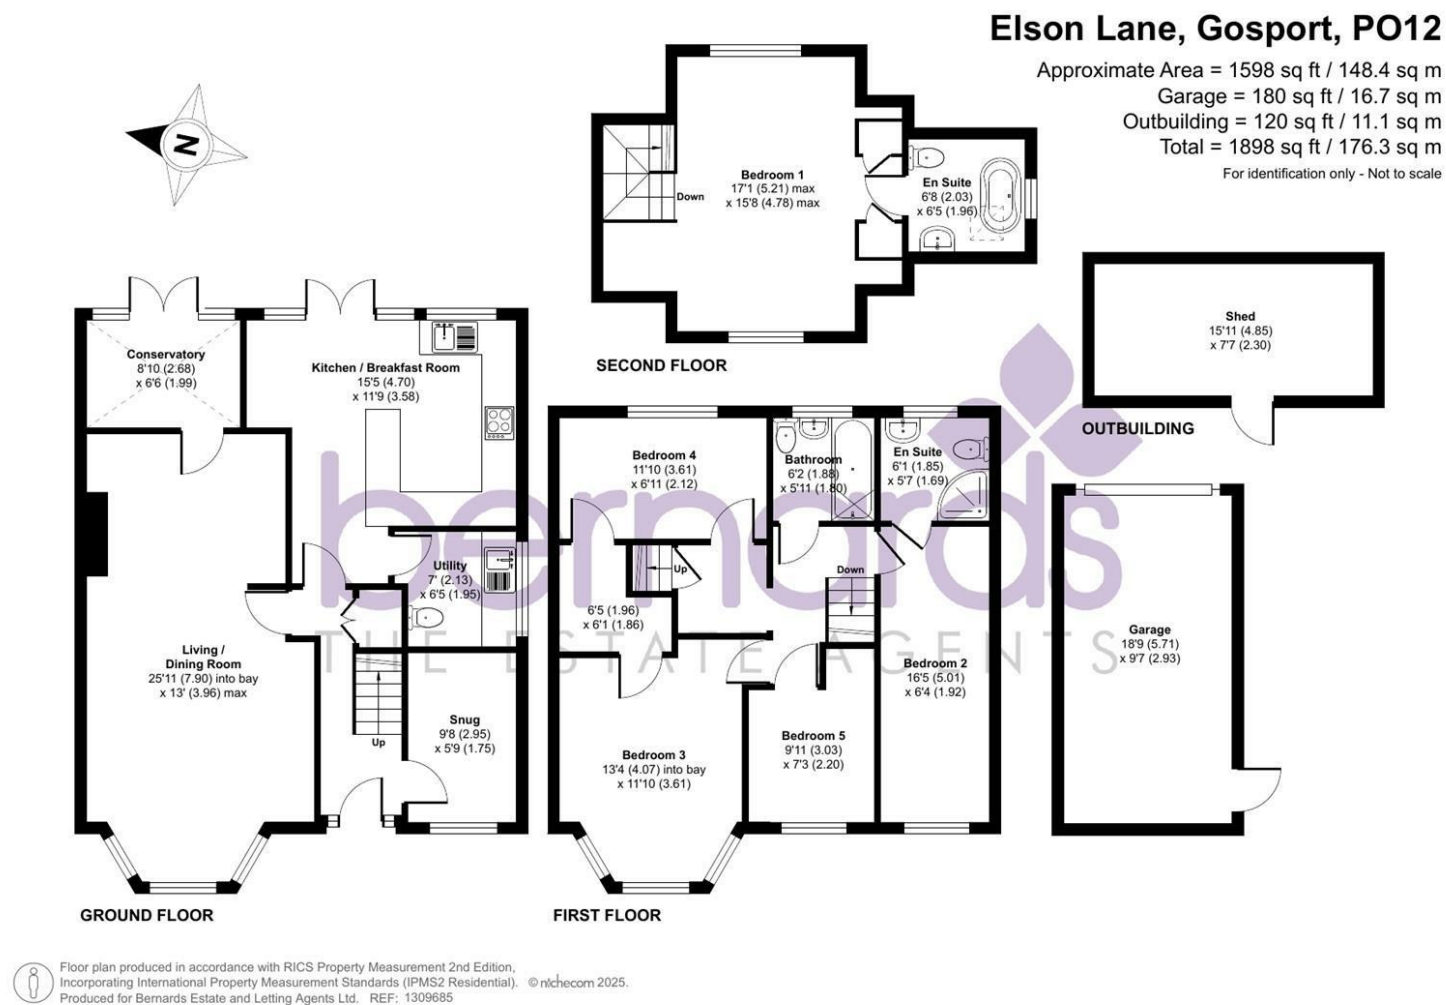 Elson Lane, Gosport, PO12
Approximate Area = 1598 sq ft / 148.4 sq m
Garage = 180 sq ft / 16.7 sq m
Outbuilding = 120 sq ft / 11.1 sq m
Total = 1898 sq ft / 176.3 sq m
For identification only - Not to scale
N
Bedroom 1
17'1 (5.21) max
x 15'8 (4.78) max
Down
En Suite
6'8 (2.03)
x 6'5 (1.96)
SECOND FLOOR
Shed
15'11 (4.85)
x 7'7 (2.30)
OUTBUILDING
Conservatory
8'10 (2.68)
x 6'6 (1.99)
Kitchen / Breakfast Room
15'5 (4.70)
x 11'9 (3.58)
Utility
7' (2.13)
x 6'5 (1.95)
Living /
Dining Room
25'11 (7.90) into bay
x 13' (3.96) max
Up
Snug
9'8 (2.95)
x 5'9 (1.75)
GROUND FLOOR
Bedroom 4
11'10 (3.61)
x 6'11 (2.12)
Bathroom
6'2 (1.88)
x 5'11 (1.80)
En Suite
6'1 (1.85)
x 5'7 (1.69)
Up
Down
6'5 (1.96)
x 6'1 (1.86)
Bedroom 2
16'5 (5.01)
x 6'4 (1.92)
Bedroom 3
13'4 (4.07) into bay
x 11'10 (3.61)
Bedroom 5
9'11 (3.03)
x 7'3 (2.20)
FIRST FLOOR
Garage
18'9 (5.71)
x 9'7 (2.93)
bernards
THE ESTATE AGENTS
Floor plan produced in accordance with RICS Property Measurement 2nd Edition,
Incorporating International Property Measurement Standards (IPMS2 Residential). © nichecom 2025.
Produced for Bernards Estate and Letting Agents Ltd. REF: 1309685